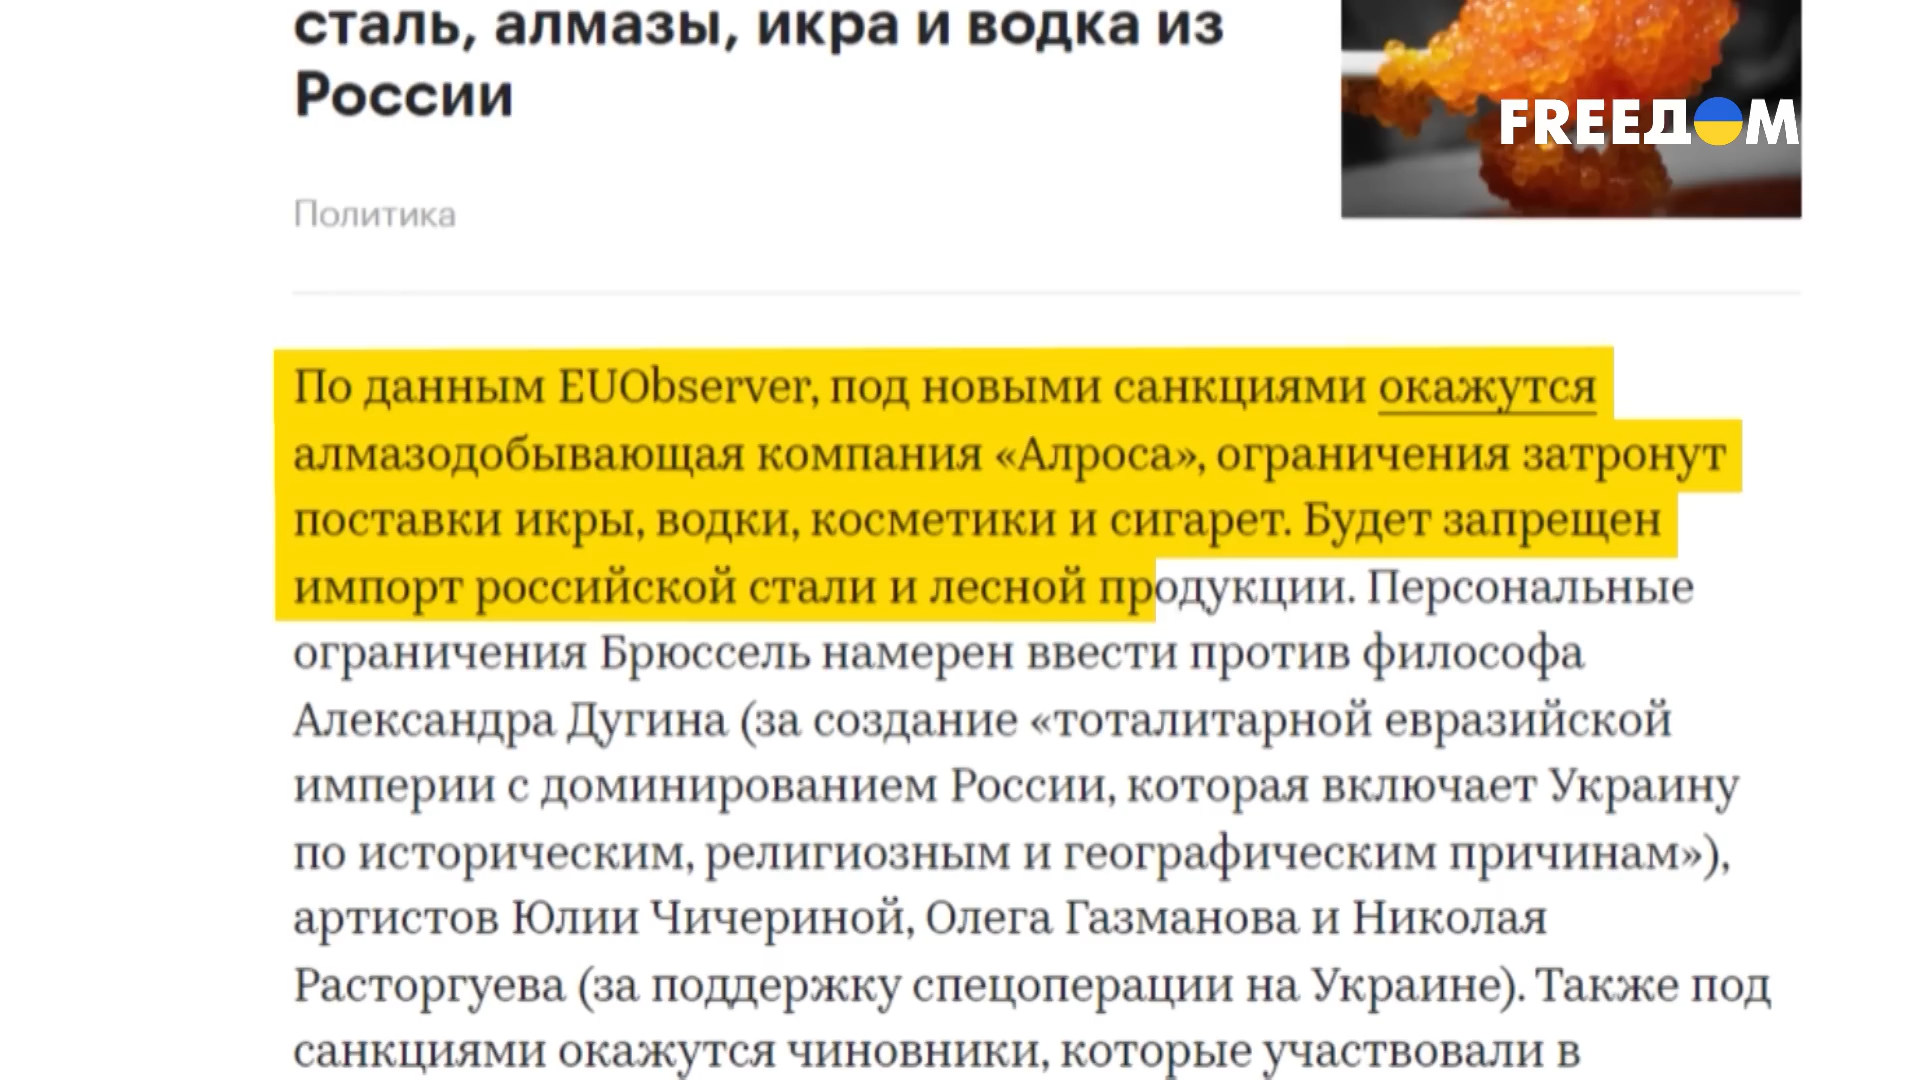 сталь, алмазы, икра и водка из
России
FREEДОМ
Политика
По данным EUObserver, под новыми санкциями окажутся
алмазодобывающая компания «Алроса», ограничения затронут
поставки икры, водки, косметики и сигарет. Будет запрещен
импорт российской стали и лесной продукции. Персональные
ограничения Брюссель намерен ввести против философа
Александра Дугина (за создание «тоталитарной евразийской
империи с доминированием России, которая включает Украину
по историческим, религиозным и географическим причинам»),
артистов Юлии Чичериной, Олега Газманова и Николая
Расторгуева (за поддержку спецоперации на Украине). Также под
санкциями окажутся чиновники, которые участвовали в